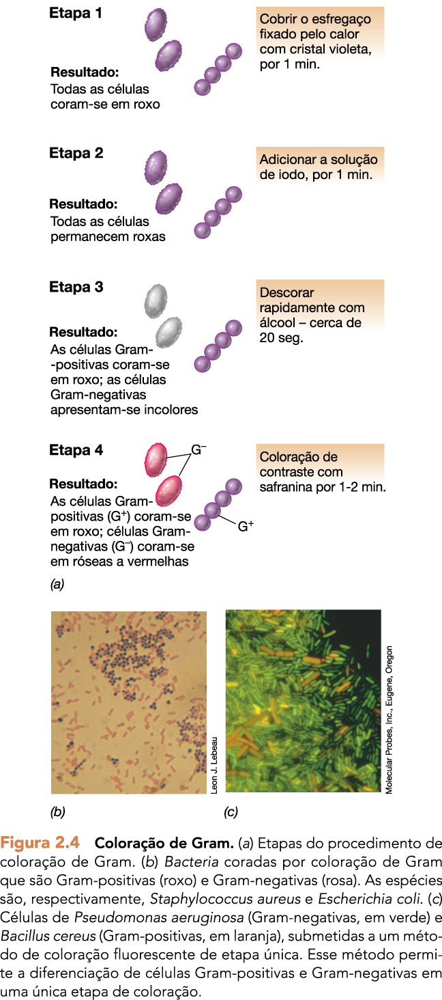 Etapa 1
Cobrir o esfregaço
fixado pelo calor
com cristal violeta,
por 1 min.
Resultado:
Todas as células
coram-se em roxo
Etapa 2
Adicionar a solução
de iodo, por 1 min.
Resultado:
Todas as células
permanecem roxas
Etapa 3
Descorar
rapidamente com
álcool – cerca de
20 seg.
Resultado:
As células Gram-
-positivas coram-se
em roxo; as células
Gram-negativas
apresentam-se incolores
Etapa 4
G–
Coloração de
contraste com
safranina por 1-2 min.
Resultado:
As células Gram-
positivas (G+) coram-se
em roxo; células Gram-
negativas (G–) coram-se
em róseas a vermelhas
G+
(a)
Leon J. Lebeau
Molecular Probes, Inc., Eugene, Oregon
(b)
(c)
Figura 2.4 Coloração de Gram. (a) Etapas do procedimento de
coloração de Gram. (b) Bacteria coradas por coloração de Gram
que são Gram-positivas (roxo) e Gram-negativas (rosa). As espécies
são, respectivamente, Staphylococcus aureus e Escherichia coli. (c)
Células de Pseudomonas aeruginosa (Gram-negativas, em verde) e
Bacillus cereus (Gram-positivas, em laranja), submetidas a um méto-
do de coloração fluorescente de etapa única. Esse método permi-
te a diferenciação de células Gram-positivas e Gram-negativas em
uma única etapa de coloração.